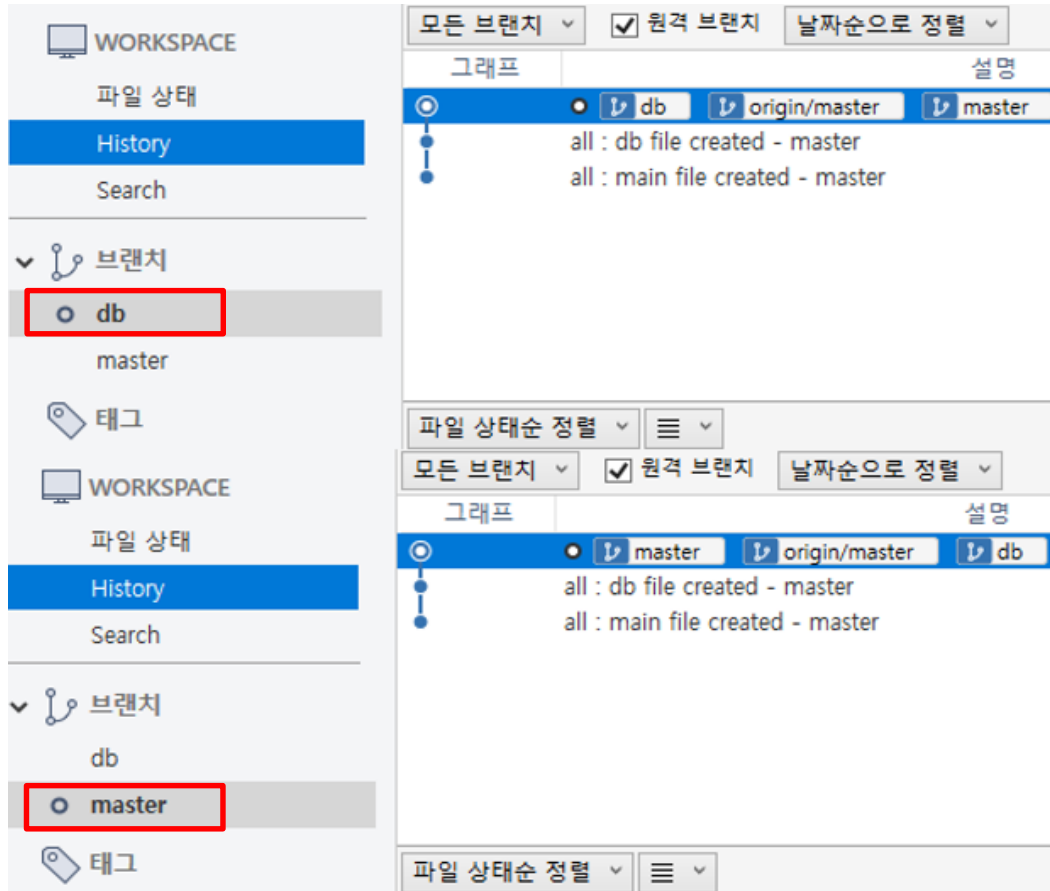 WORKSPACE
파일 상태
History
Search
브랜치
db
master
태그
모든 브랜치 원격 브랜치 날짜순으로 정렬
그래프 설명
db origin/master master
all : db file created - master
all : main file created - master
파일 상태순 정렬
WORKSPACE
파일 상태
History
Search
브랜치
db
master
태그
모든 브랜치 원격 브랜치 날짜순으로 정렬
그래프 설명
master origin/master db
all : db file created - master
all : main file created - master
파일 상태순 정렬